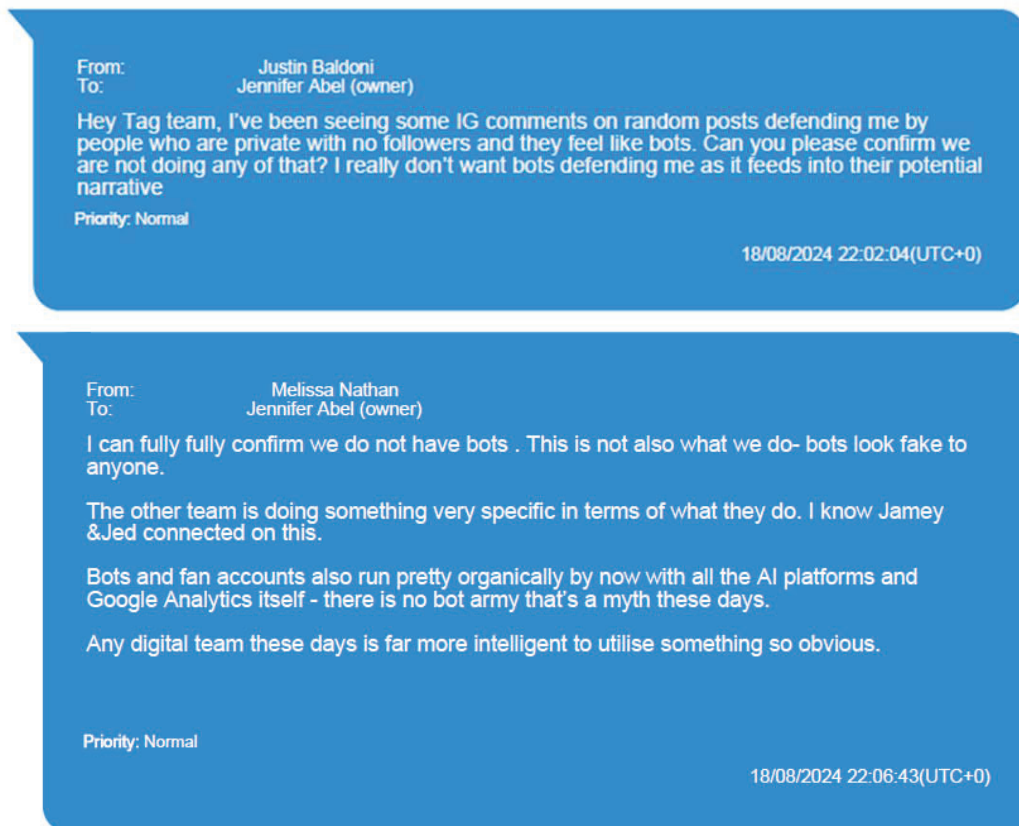 From: Justin Baldoni
To: Jennifer Abel (owner)
Hey Tag team, I've been seeing some IG comments on random posts defending me by
people who are private with no followers and they feel like bots. Can you please confirm we
are not doing any of that? I really don't want bots defending me as it feeds into their potential
narrative
Priority: Normal
18/08/2024 22:02:04(UTC+0)
From: Melissa Nathan
To: Jennifer Abel (owner)
I can fully fully confirm we do not have bots . This is not also what we do- bots look fake to
anyone.
The other team is doing something very specific in terms of what they do. I know Jamey
&Jed connected on this.
Bots and fan accounts also run pretty organically by now with all the AI platforms and
Google Analytics itself - there is no bot army that's a myth these days.
Any digital team these days is far more intelligent to utilise something so obvious.
Priority: Normal
18/08/2024 22:06:43(UTC+0)